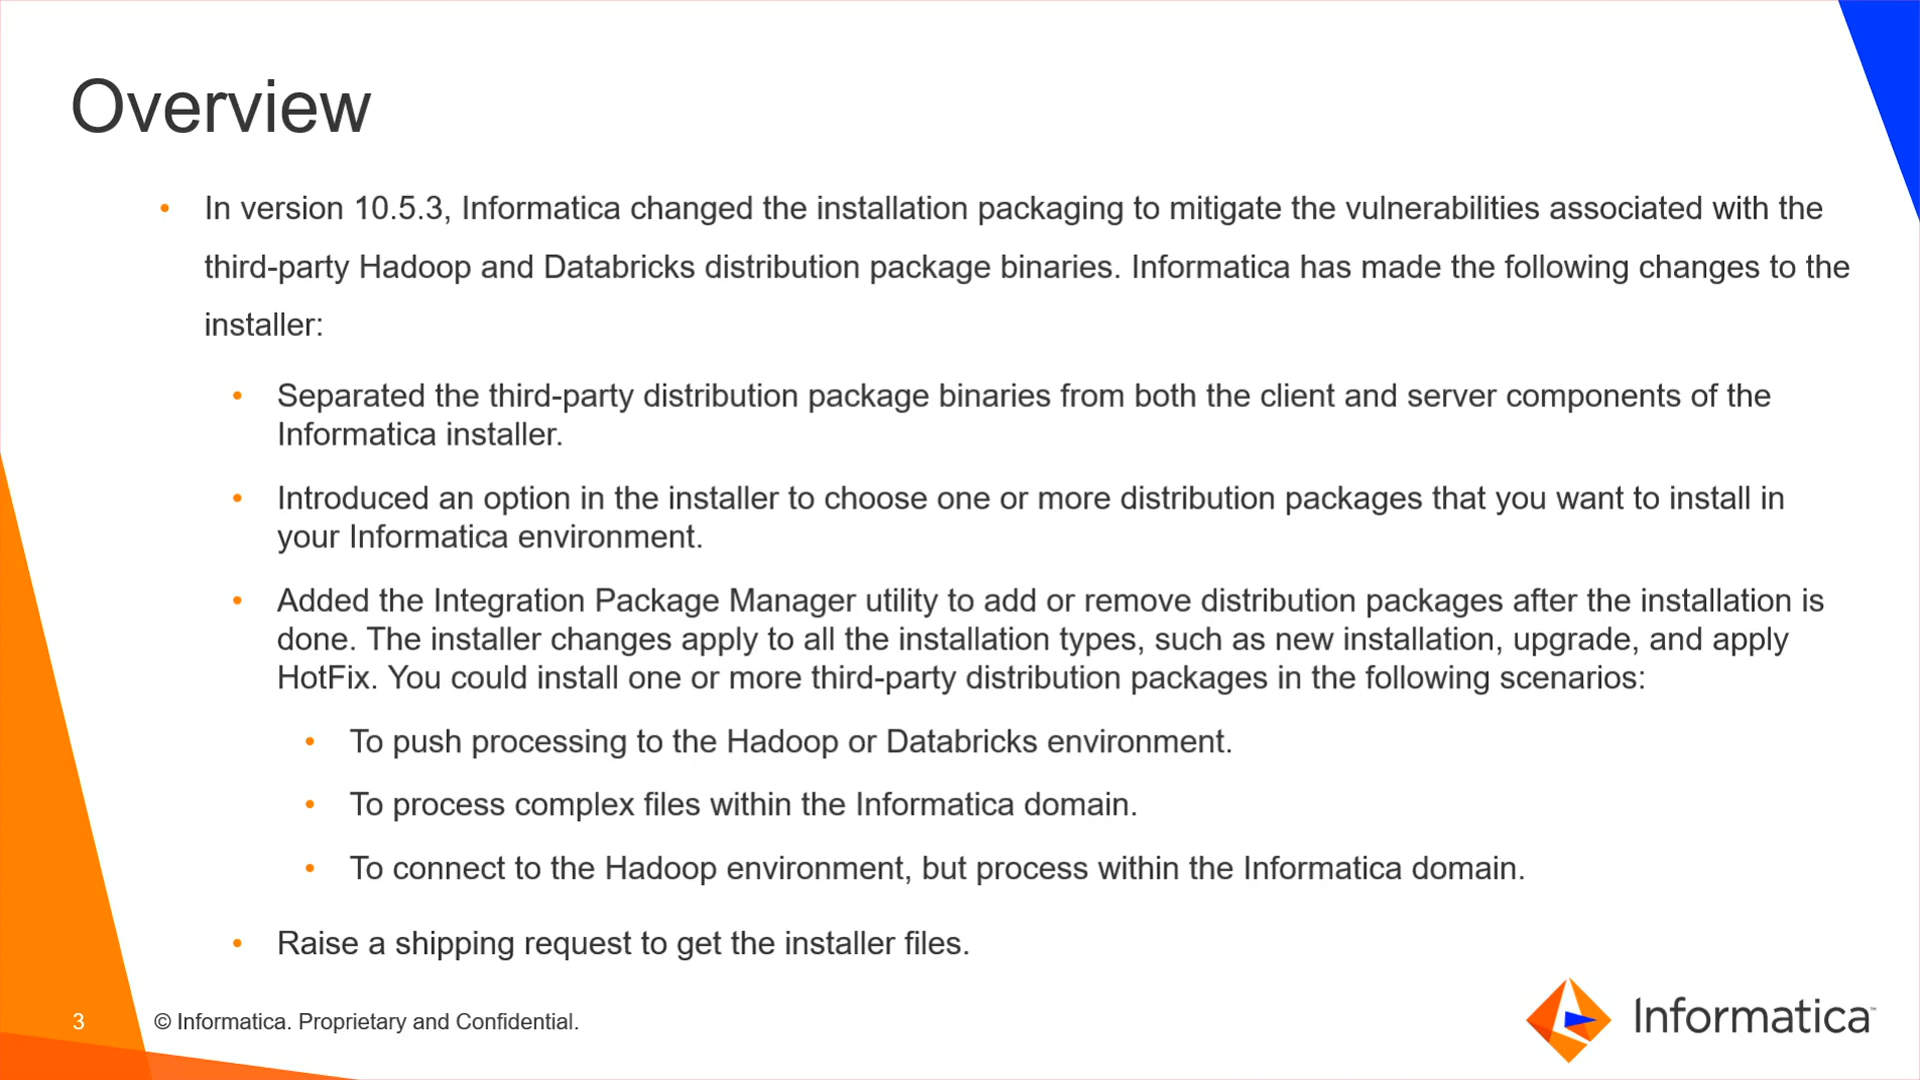 Overview
• In version 10.5.3, Informatica changed the installation packaging to mitigate the vulnerabilities associated with the
third-party Hadoop and Databricks distribution package binaries. Informatica has made the following changes to the
installer:
• Separated the third-party distribution package binaries from both the client and server components of the
Informatica installer.
• Introduced an option in the installer to choose one or more distribution packages that you want to install in
your Informatica environment.
• Added the Integration Package Manager utility to add or remove distribution packages after the installation is
done. The installer changes apply to all the installation types, such as new installation, upgrade, and apply
HotFix. You could install one or more third-party distribution packages in the following scenarios:
• To push processing to the Hadoop or Databricks environment.
• To process complex files within the Informatica domain.
• To connect to the Hadoop environment, but process within the Informatica domain.
• Raise a shipping request to get the installer files.
3 © Informatica. Proprietary and Confidential.
Informatica™